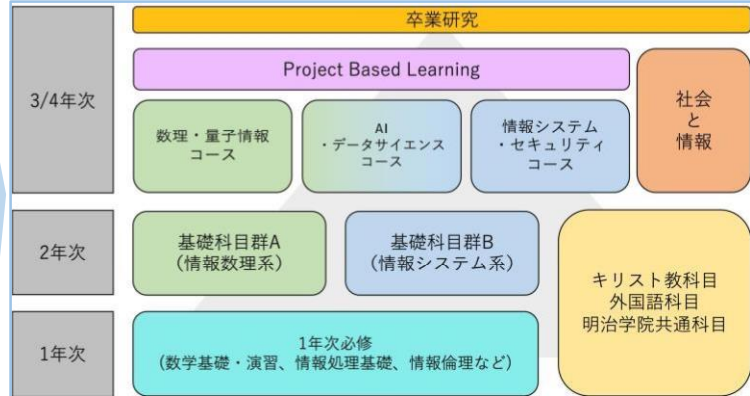 卒業研究
3/4年次
Project Based Learning
数理・量子情報
コース
AI
・データサイエンス
コース
情報システム
・セキュリティ
コース
社会
と
情報
2年次
基礎科目群A
(情報数理系)
基礎科目群B
(情報システム系)
キリスト教科目
外国語科目
明治学院共通科目
1年次
1年次必修
(数学基礎・演習、情報処理基礎、情報倫理など)